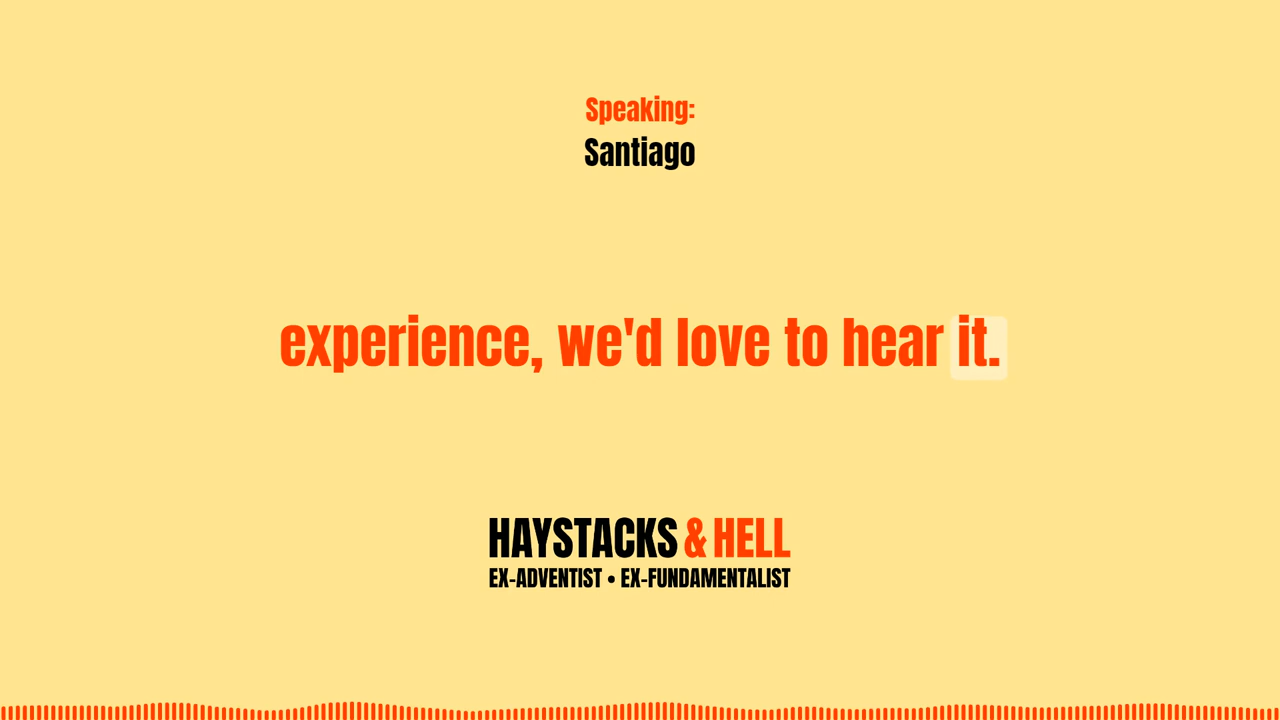 Speaking:
Santiago
experience, we'd love to hear it.
HAYSTACKS & HELL
EX-ADVENTIST • EX-FUNDAMENTALIST